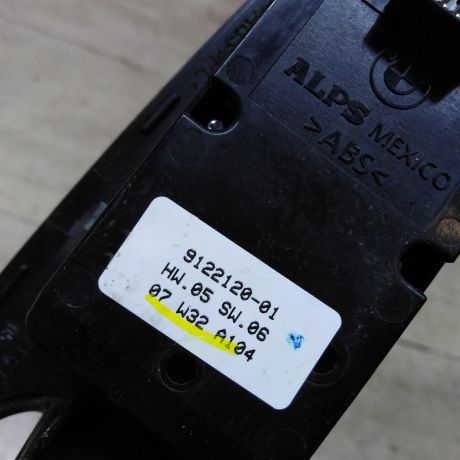 ALPS
MEXICO
>ABS<
9122120-01
HW.05 SW.06
07 W32 A104